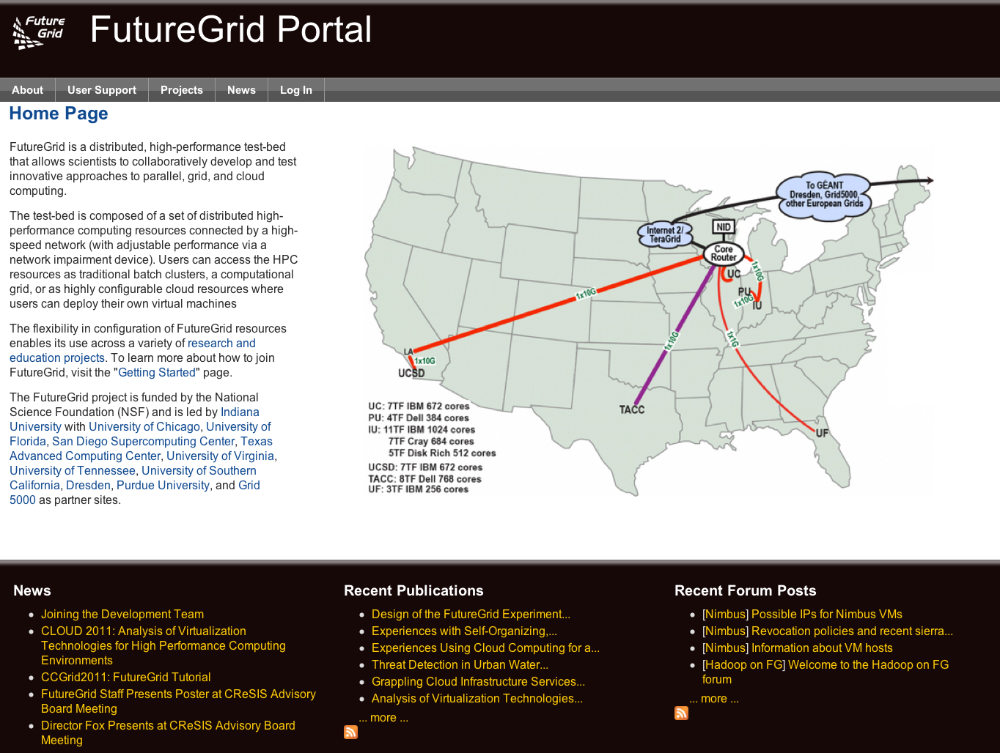 Future
Grid
FutureGrid Portal
About
User Support
Projects
News
Log In
Home Page
FutureGrid is a distributed, high-performance test-bed
that allows scientists to collaboratively develop and test
innovative approaches to parallel, grid, and cloud
computing.
The test-bed is composed of a set of distributed high-
performance computing resources connected by a high-
speed network (with adjustable performance via a
network impairment device). Users can access the HPC
resources as traditional batch clusters, a computational
grid, or as highly configurable cloud resources where
users can deploy their own virtual machines
The flexibility in configuration of FutureGrid resources
enables its use across a variety of research and
education projects. To learn more about how to join
FutureGrid, visit the "Getting Started" page.
The FutureGrid project is funded by the National
Science Foundation (NSF) and is led by Indiana
University with University of Chicago, University of
Florida, San Diego Supercomputing Center, Texas
Advanced Computing Center, University of Virginia,
University of Tennessee, University of Southern
California, Dresden, Purdue University, and Grid
5000 as partner sites.
To GÉANT
Dresden, Grid5000,
other European Grids
Internet 2/
TeraGrid
NID
Core
Router
1x10G
UC
PU
1x10G
IU
1x10G
1x10G
1x1G
LA
1x10G
UCSD
TACC
UF
UC: 7TF IBM 672 cores
PU: 4TF Dell 384 cores
IU: 11TF IBM 1024 cores
7TF Cray 684 cores
5TF Disk Rich 512 cores
UCSD: 7TF IBM 672 cores
TACC: 8TF Dell 768 cores
UF: 3TF IBM 256 cores
News
Joining the Development Team
CLOUD 2011: Analysis of Virtualization
Technologies for High Performance Computing
Environments
CCGrid2011: FutureGrid Tutorial
FutureGrid Staff Presents Poster at CReSIS Advisory
Board Meeting
Director Fox Presents at CReSIS Advisory Board
Meeting
Recent Publications
Design of the FutureGrid Experiment...
Experiences with Self-Organizing,...
Experiences Using Cloud Computing for a...
Threat Detection in Urban Water...
Grappling Cloud Infrastructure Services...
Analysis of Virtualization Technologies...
... more ...
Recent Forum Posts
[Nimbus] Possible IPs for Nimbus VMs
[Nimbus] Revocation policies and recent sierra...
[Nimbus] Information about VM hosts
[Hadoop on FG] Welcome to the Hadoop on FG
forum
... more ...